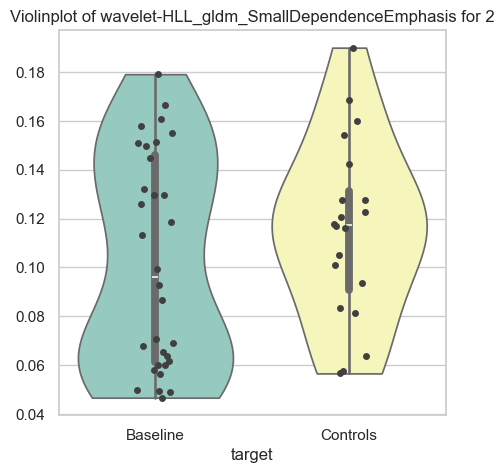 Violinplot of wavelet-HLL_gldm_SmallDependenceEmphasis for 2
0.18
0.16
0.14
0.12
0.10
0.08
0.06
0.04
Baseline
Controls
target